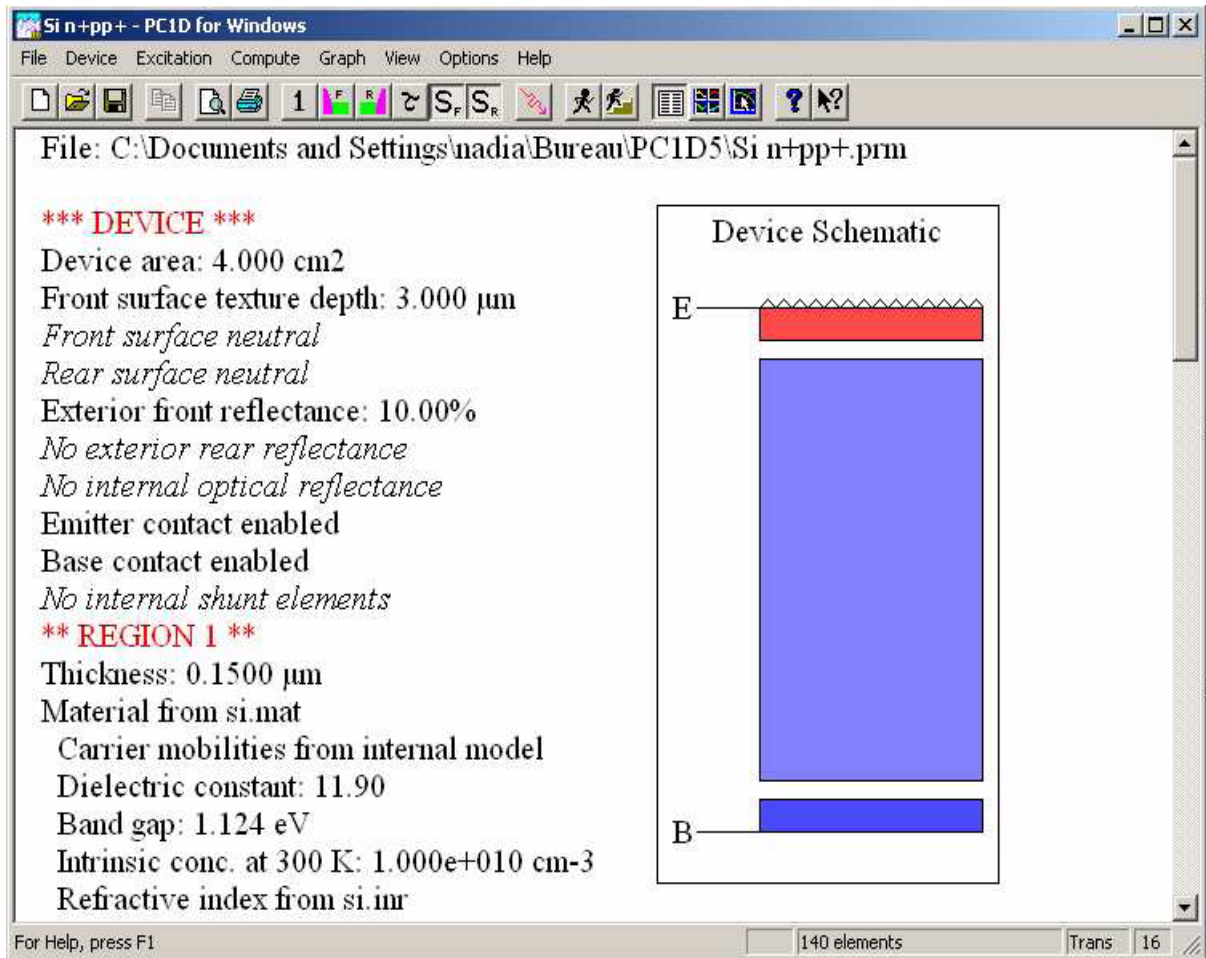 Si n+pp+ - PC1D for Windows
File Device Excitation Compute Graph View Options Help
1 F R τ SF SR ? ?
File: C:\Documents and Settings\nadia\Bureau\PC1D5\Si n+pp+.prm
*** DEVICE ***
Device area: 4.000 cm2
Front surface texture depth: 3.000 µm
Front surface neutral
Rear surface neutral
Exterior front reflectance: 10.00%
No exterior rear reflectance
No internal optical reflectance
Emitter contact enabled
Base contact enabled
No internal shunt elements
** REGION 1 **
Thickness: 0.1500 µm
Material from si.mat
Carrier mobilities from internal model
Dielectric constant: 11.90
Band gap: 1.124 eV
Intrinsic conc. at 300 K: 1.000e+010 cm-3
Refractive index from si.inr
Device Schematic
E
B
For Help, press F1
140 elements
Trans
16